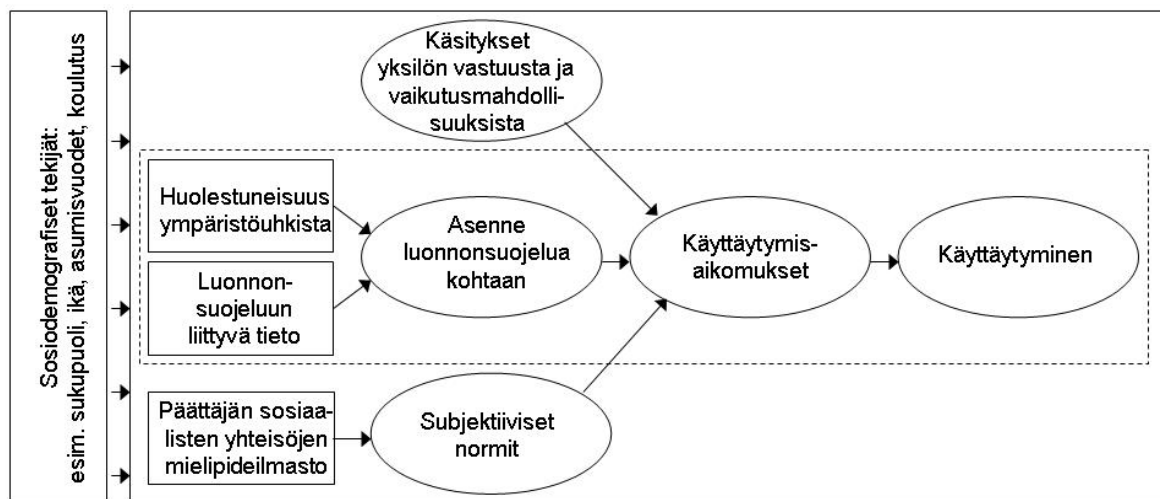 Sosiodemografiset tekijät:
esim. sukupuoli, ikä, asumisvuodet, koulutus
Käsitykset
yksilön vastuusta ja
vaikutusmahdolli-
suuksista
Huolestuneisuus
ympäristöuhkista
Luonnon-
suojeluun
liittyvä tieto
Asenne
luonnonsuojelua
kohtaan
Käyttäytymis-
aikomukset
Käyttäytyminen
Päättäjän sosiaa-
listen yhteisöjen
mielipideilmasto
Subjektiiviset
normit